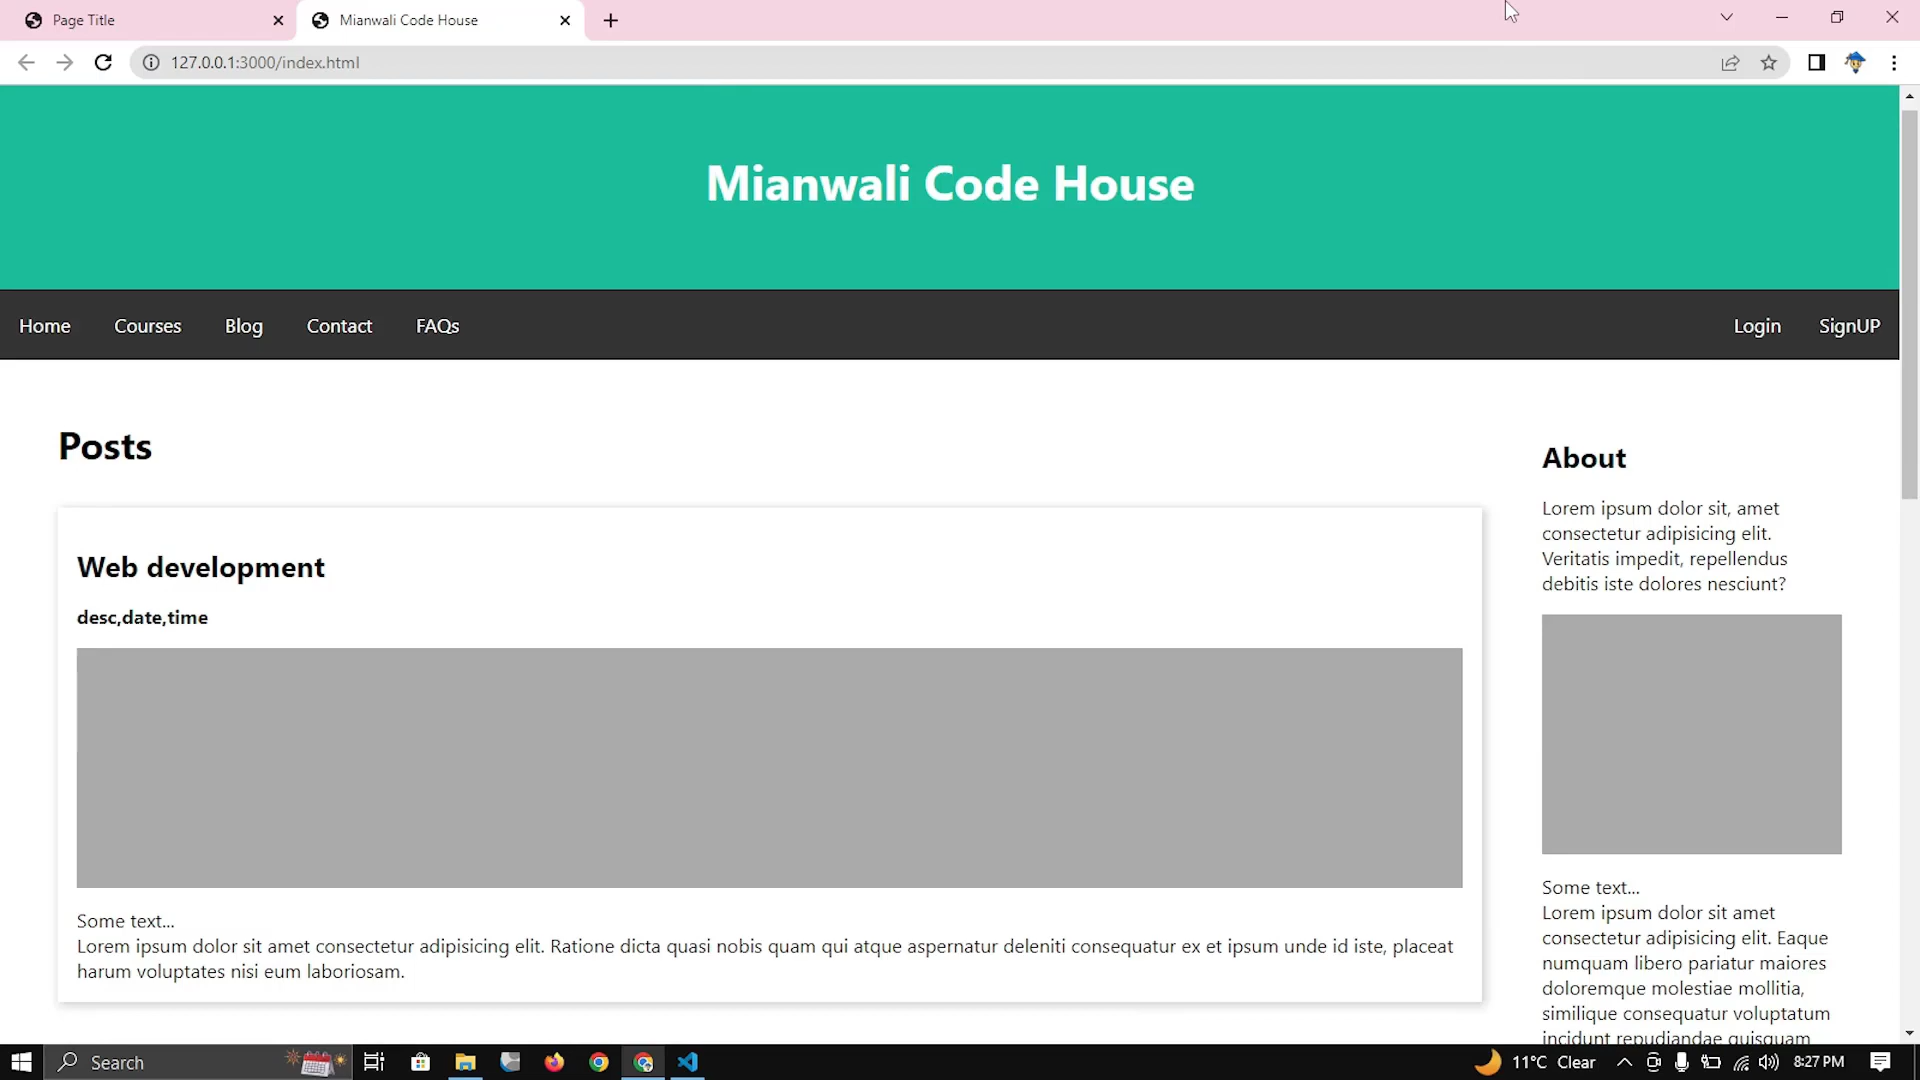 Page Title
Mianwali Code House
127.0.0.1:3000/index.html
Mianwali Code House
Home Courses Blog Contact FAQs Login SignUP
Posts
Web development
desc,date,time
Some text...
Lorem ipsum dolor sit amet consectetur adipisicing elit. Ratione dicta quasi nobis quam qui atque aspernatur deleniti consequatur ex et ipsum unde id iste, placeat
harum voluptates nisi eum laboriosam.
About
Lorem ipsum dolor sit, amet
consectetur adipisicing elit.
Veritatis impedit, repellendus
debitis iste dolores nesciunt?
Some text...
Lorem ipsum dolor sit amet
consectetur adipisicing elit. Eaque
numquam libero pariatur maiores
doloremque molestiae mollitia,
similique consequatur voluptatum
incidunt repudiandae quisquam
Search
11°C Clear
8:27 PM